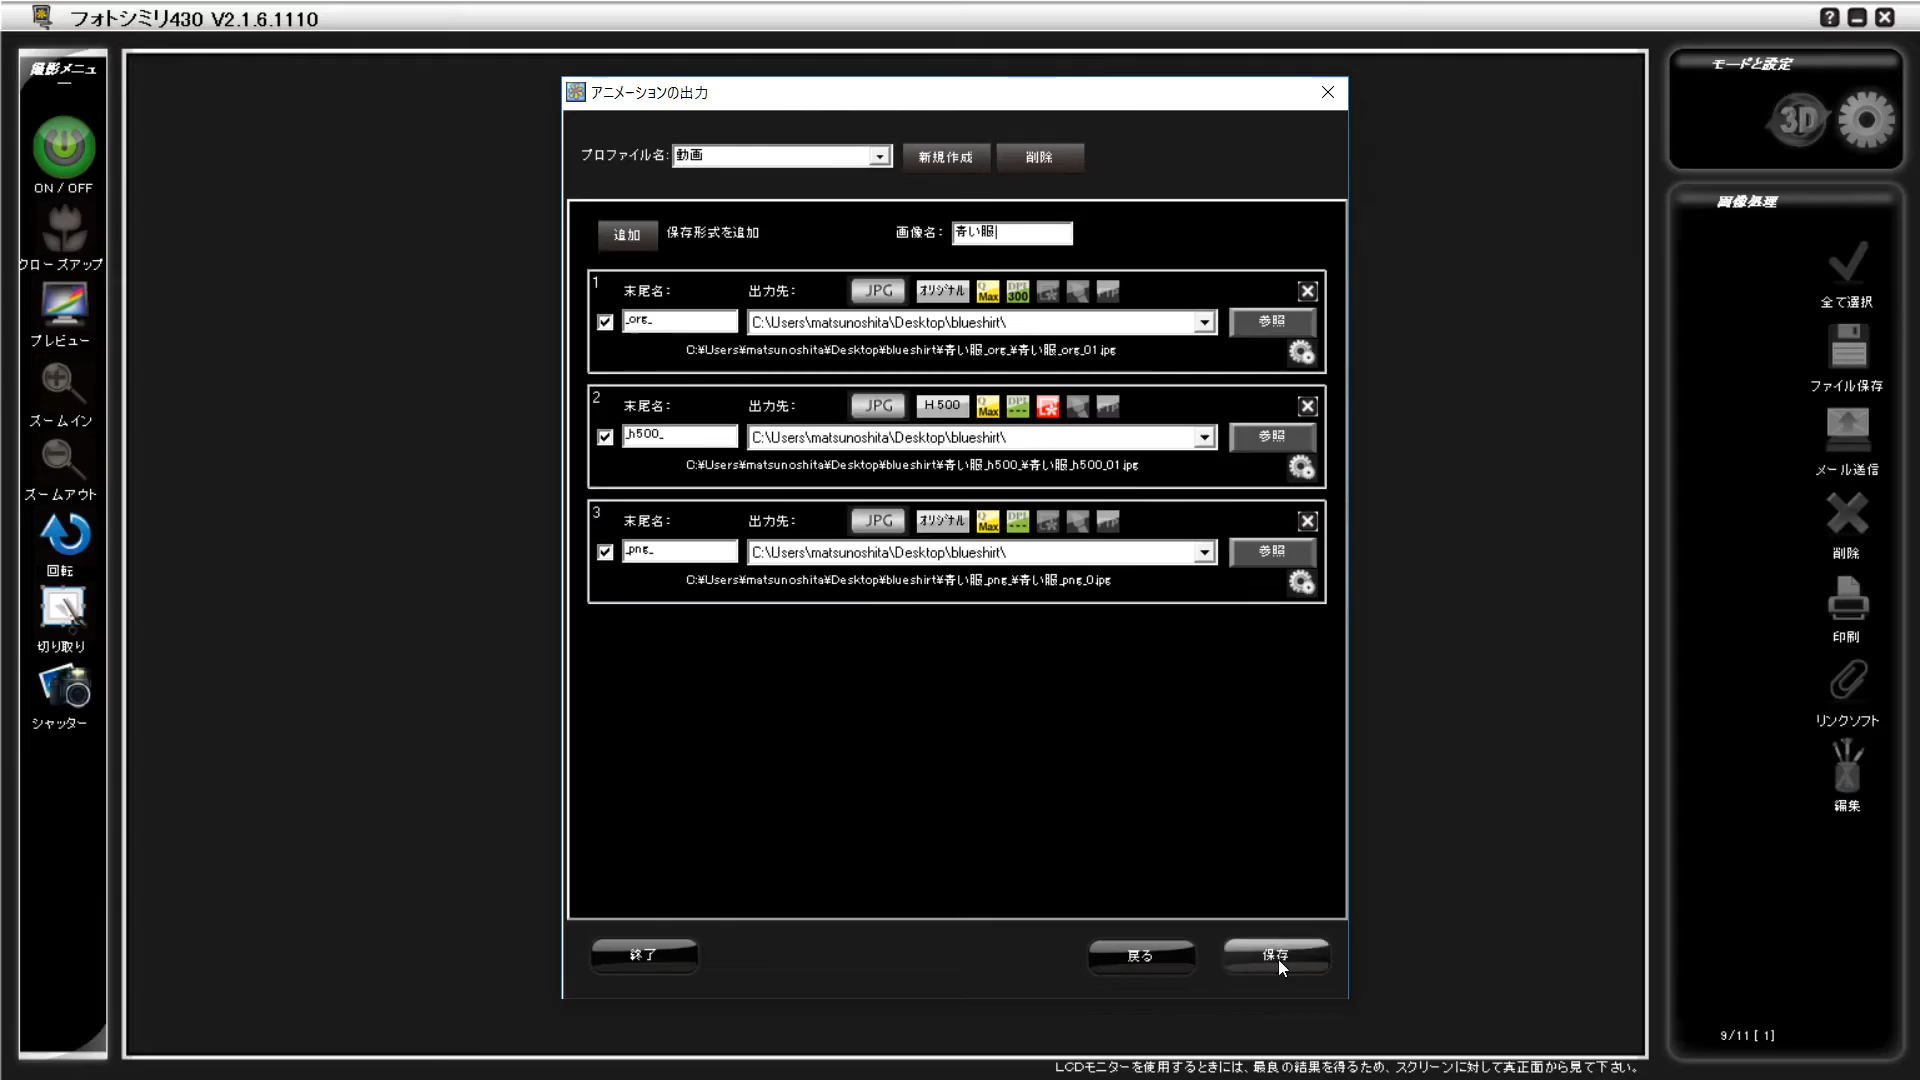 フォトシミリ430 V2.1.6.1110
撮影メニュー
ON / OFF
クローズアップ
プレビュー
ズームイン
ズームアウト
回転
切り取り
シャッター
アニメーションの出力
プロファイル名: 動画 新規作成 削除
追加 保存形式を追加 画像名: 青い服
1 末尾名: 出力先: JPG オリジナル Q Max DPI 300 FTP
_org_ C:\Users\matsunoshita\Desktop\blueshirt\ 参照
C:¥Users¥matsunoshita¥Desktop¥blueshirt¥青い服_org_¥青い服_org_01.jpg
2 末尾名: 出力先: JPG H 500 Q Max DPI --- FTP
_h500_ C:\Users\matsunoshita\Desktop\blueshirt\ 参照
C:¥Users¥matsunoshita¥Desktop¥blueshirt¥青い服_h500_¥青い服_h500_01.jpg
3 末尾名: 出力先: JPG オリジナル Q Max DPI --- FTP
_png_ C:\Users\matsunoshita\Desktop\blueshirt\ 参照
C:¥Users¥matsunoshita¥Desktop¥blueshirt¥青い服_png_¥青い服_png_0.jpg
終了 戻る 保存
モードと設定
3D
画像処理
全て選択
ファイル保存
メール送信
削除
印刷
リンクソフト
編集
9/11 [ 1]
LCDモニターを使用するときには、最良の結果を得るため、スクリーンに対して真正面から見て下さい。